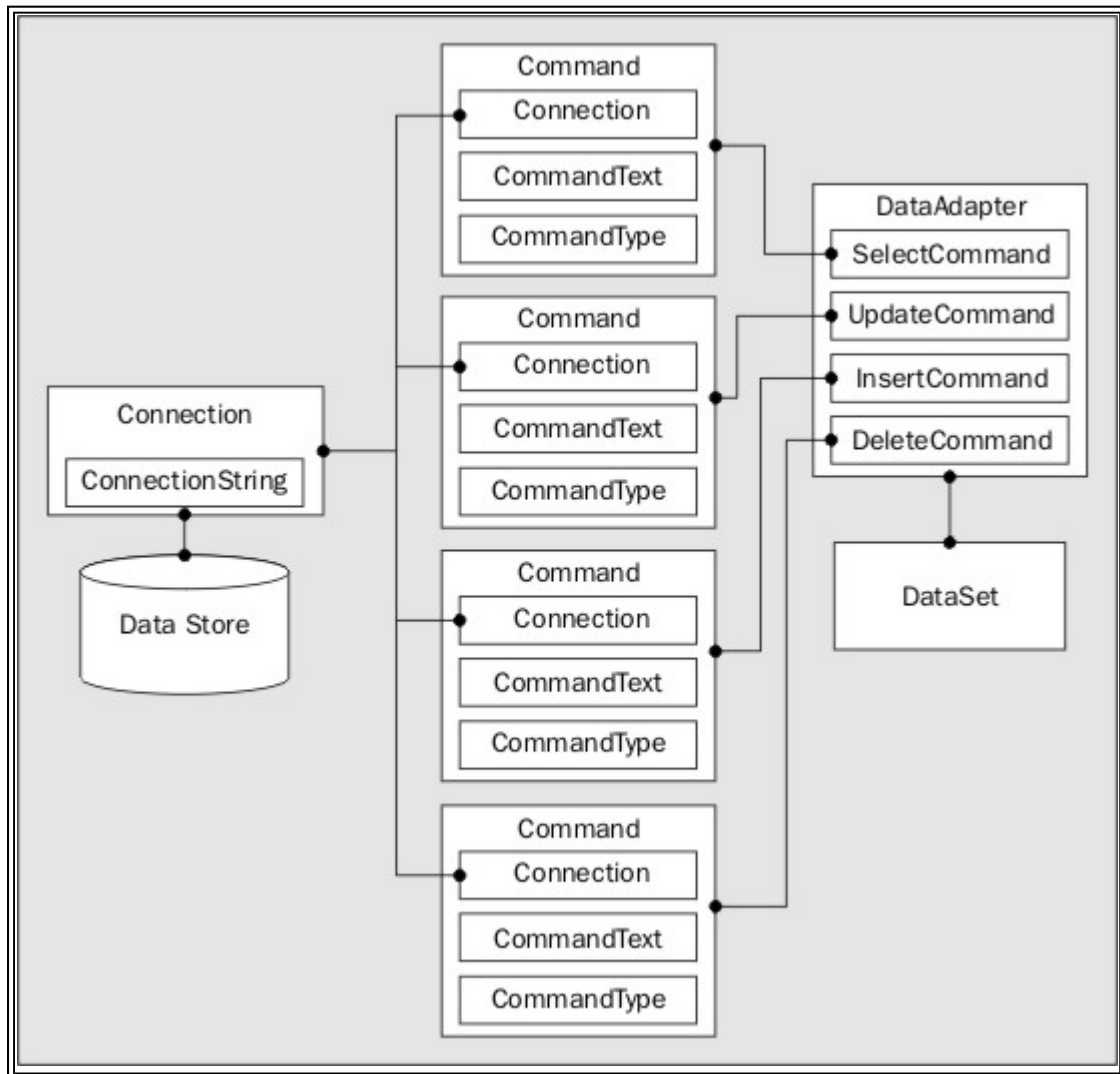 Connection
ConnectionString
Data Store
Command
Connection
CommandText
CommandType
Command
Connection
CommandText
CommandType
Command
Connection
CommandText
CommandType
Command
Connection
CommandText
CommandType
DataAdapter
SelectCommand
UpdateCommand
InsertCommand
DeleteCommand
DataSet